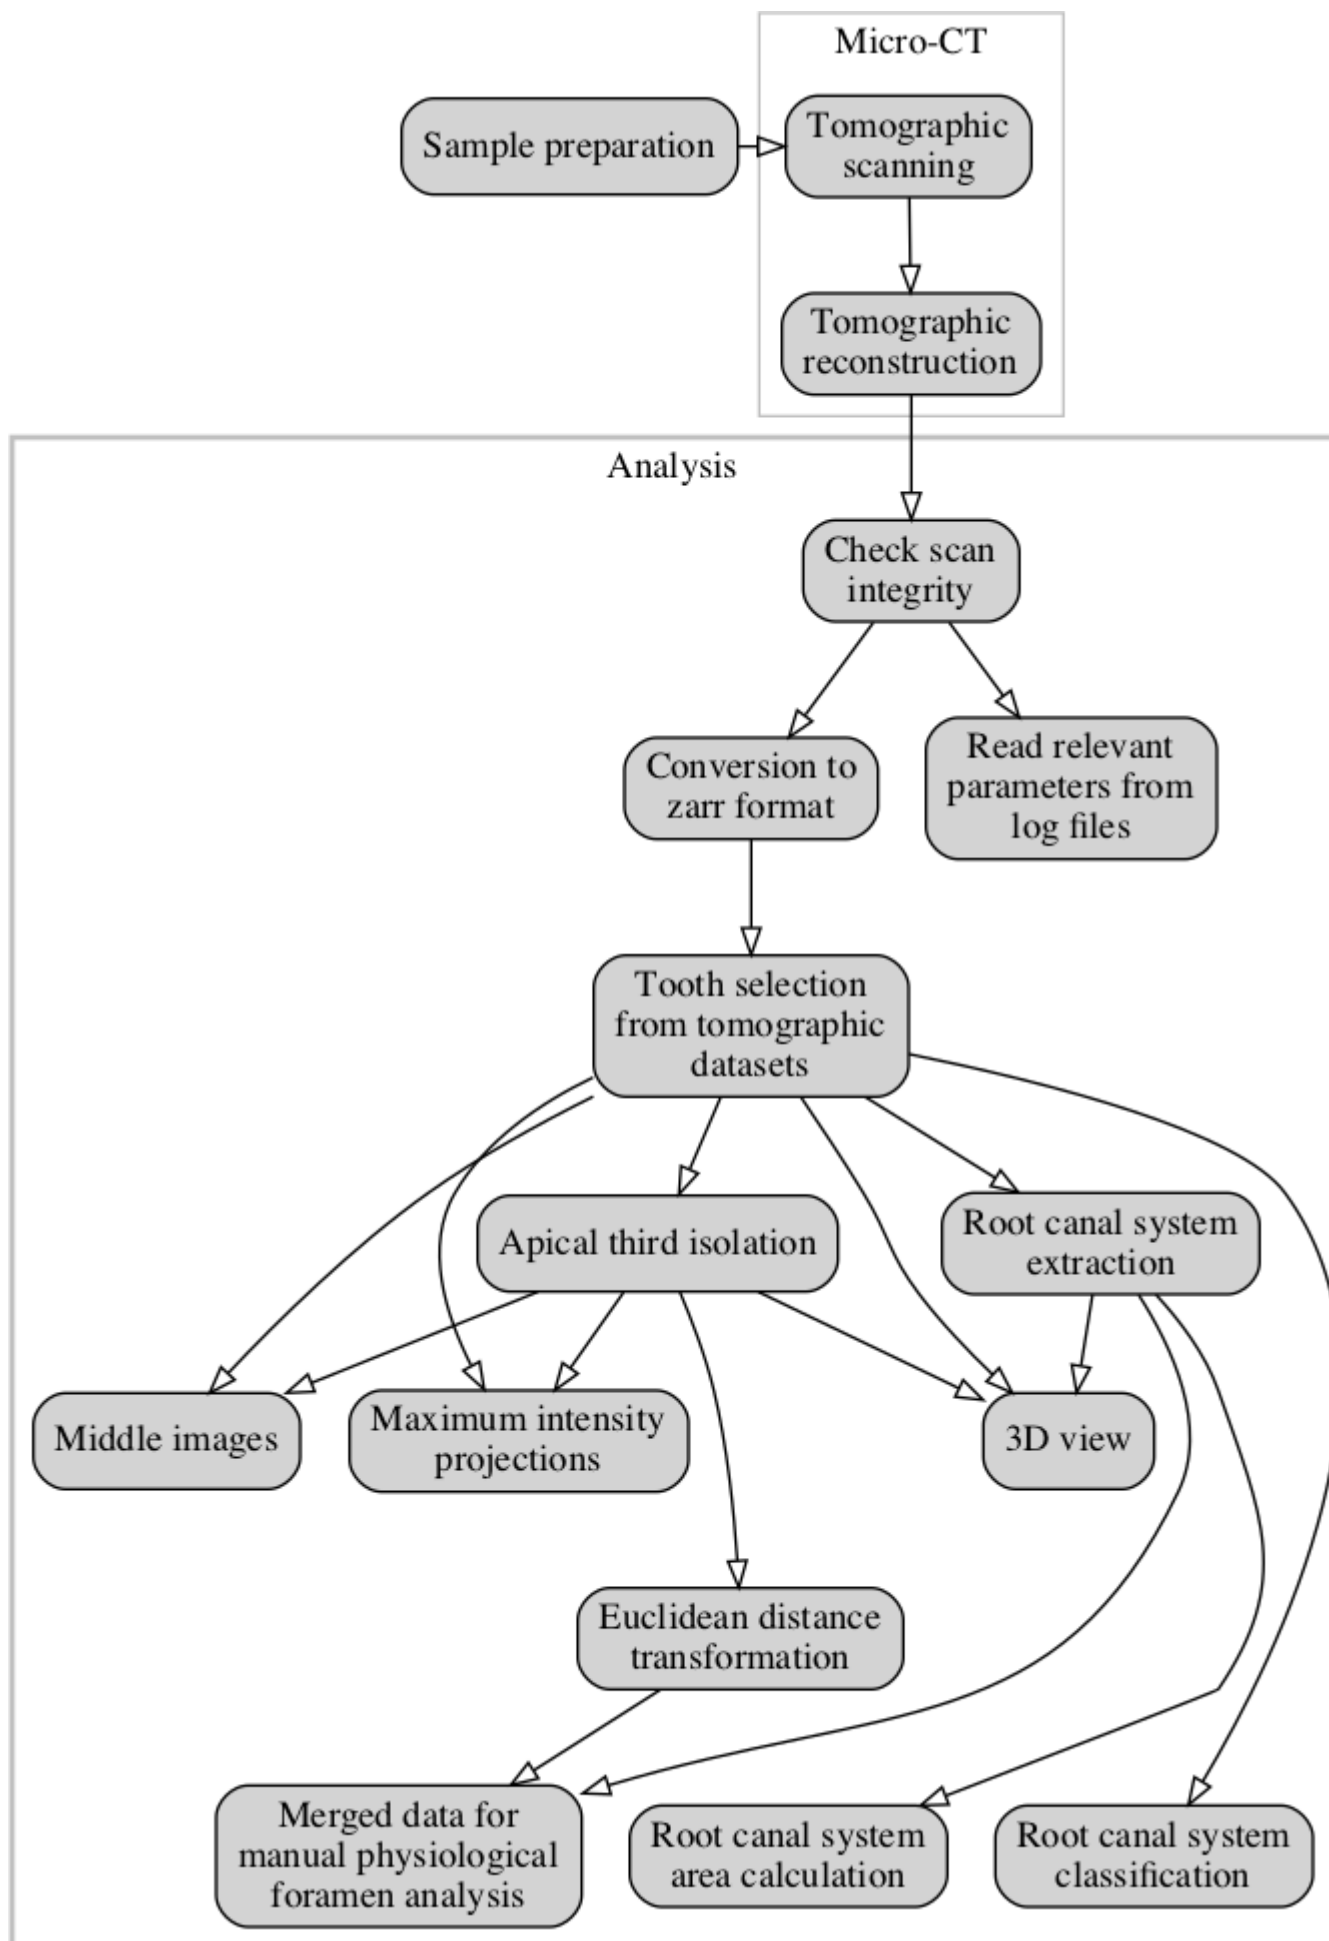 Micro-CT
Sample preparation
Tomographic
scanning
Tomographic
reconstruction
Analysis
Check scan
integrity
Conversion to
zarr format
Read relevant
parameters from
log files
Tooth selection
from tomographic
datasets
Apical third isolation
Root canal system
extraction
Middle images
Maximum intensity
projections
3D view
Euclidean distance
transformation
Merged data for
manual physiological
foramen analysis
Root canal system
area calculation
Root canal system
classification